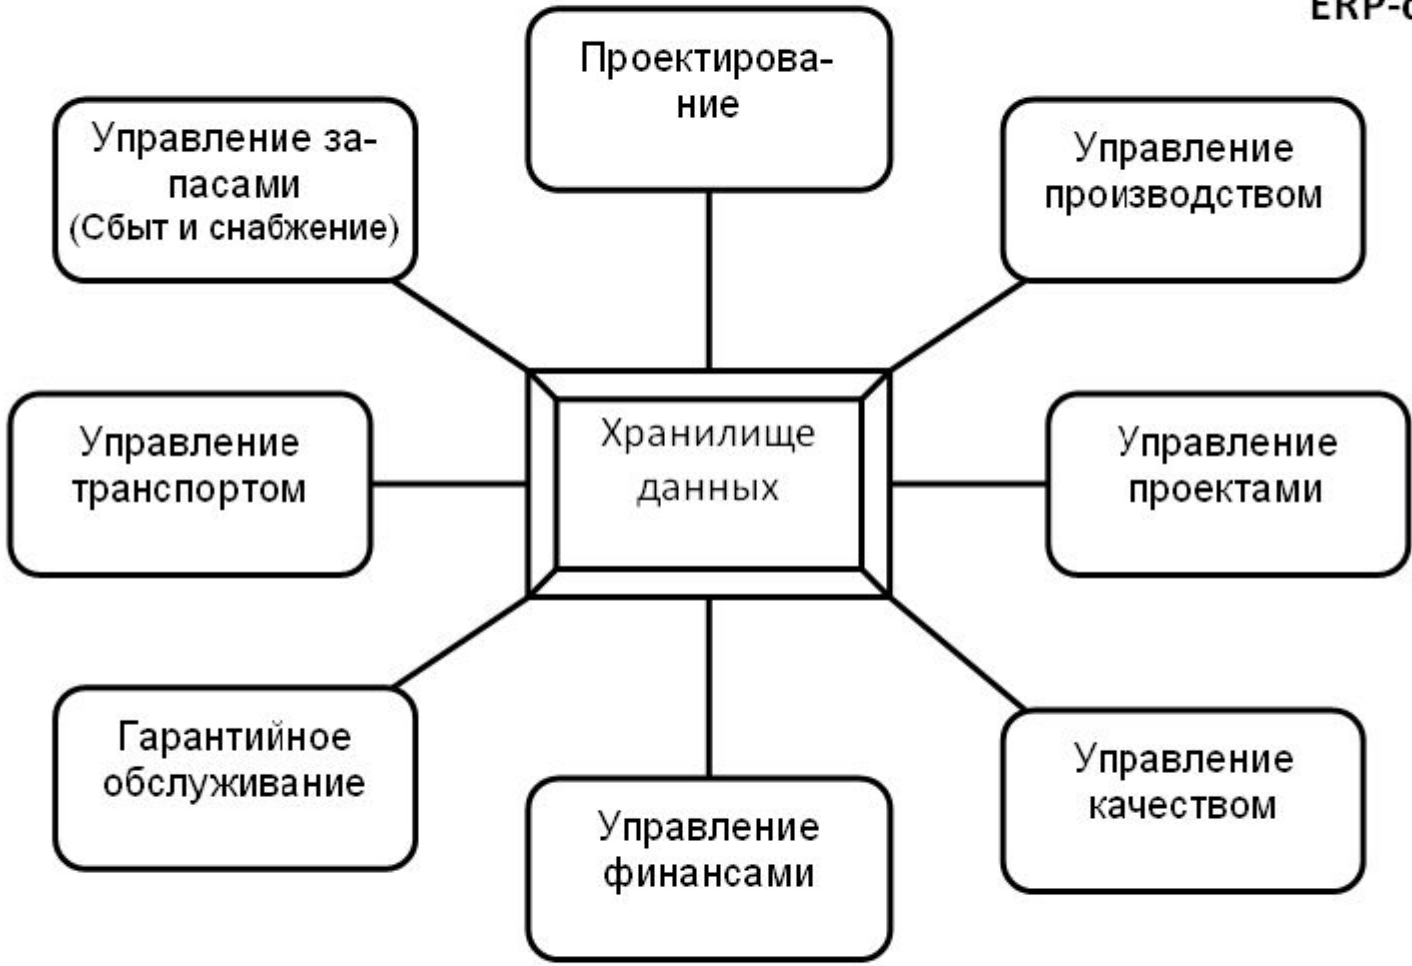 ERP-
Проектирова-
ние
Управление за-
пасами
(Сбыт и снабжение)
Управление
производством
Хранилище
данных
Управление
транспортом
Управление
проектами
Гарантийное
обслуживание
Управление
финансами
Управление
качеством